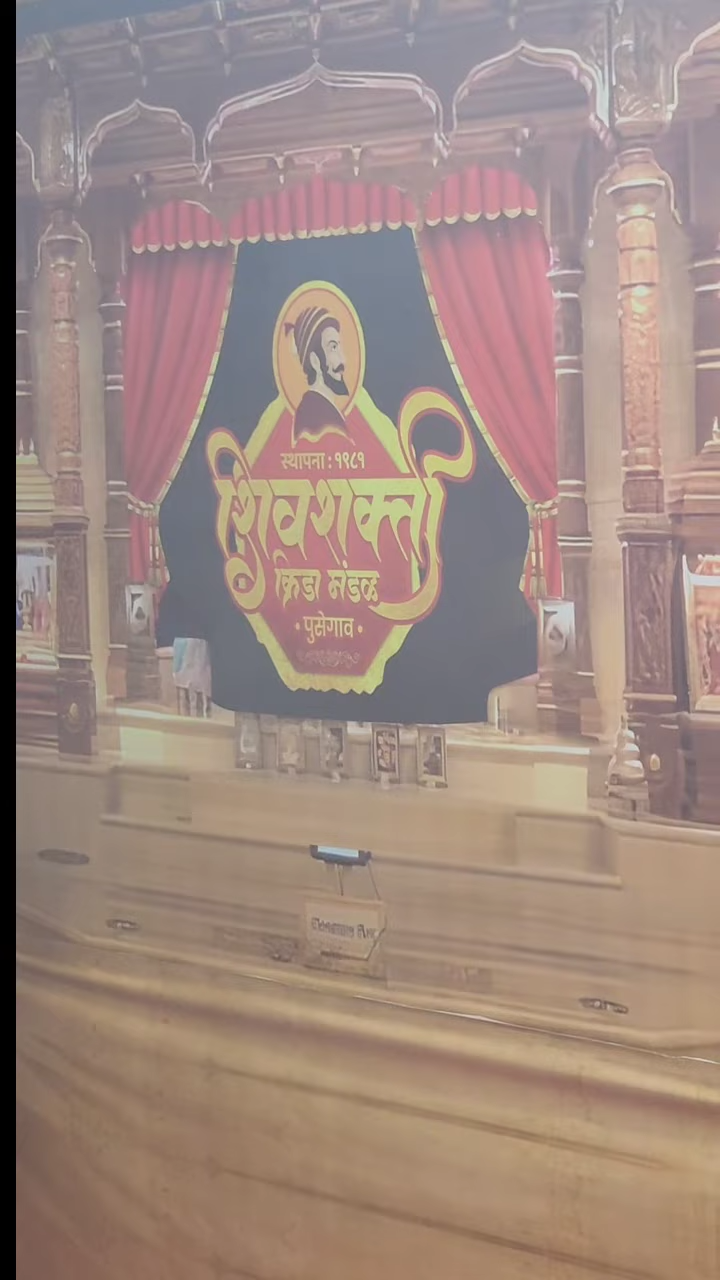 स्थापना : १९८१
शिवशक्ती
क्रिडा मंडळ
• पुसेगाव •